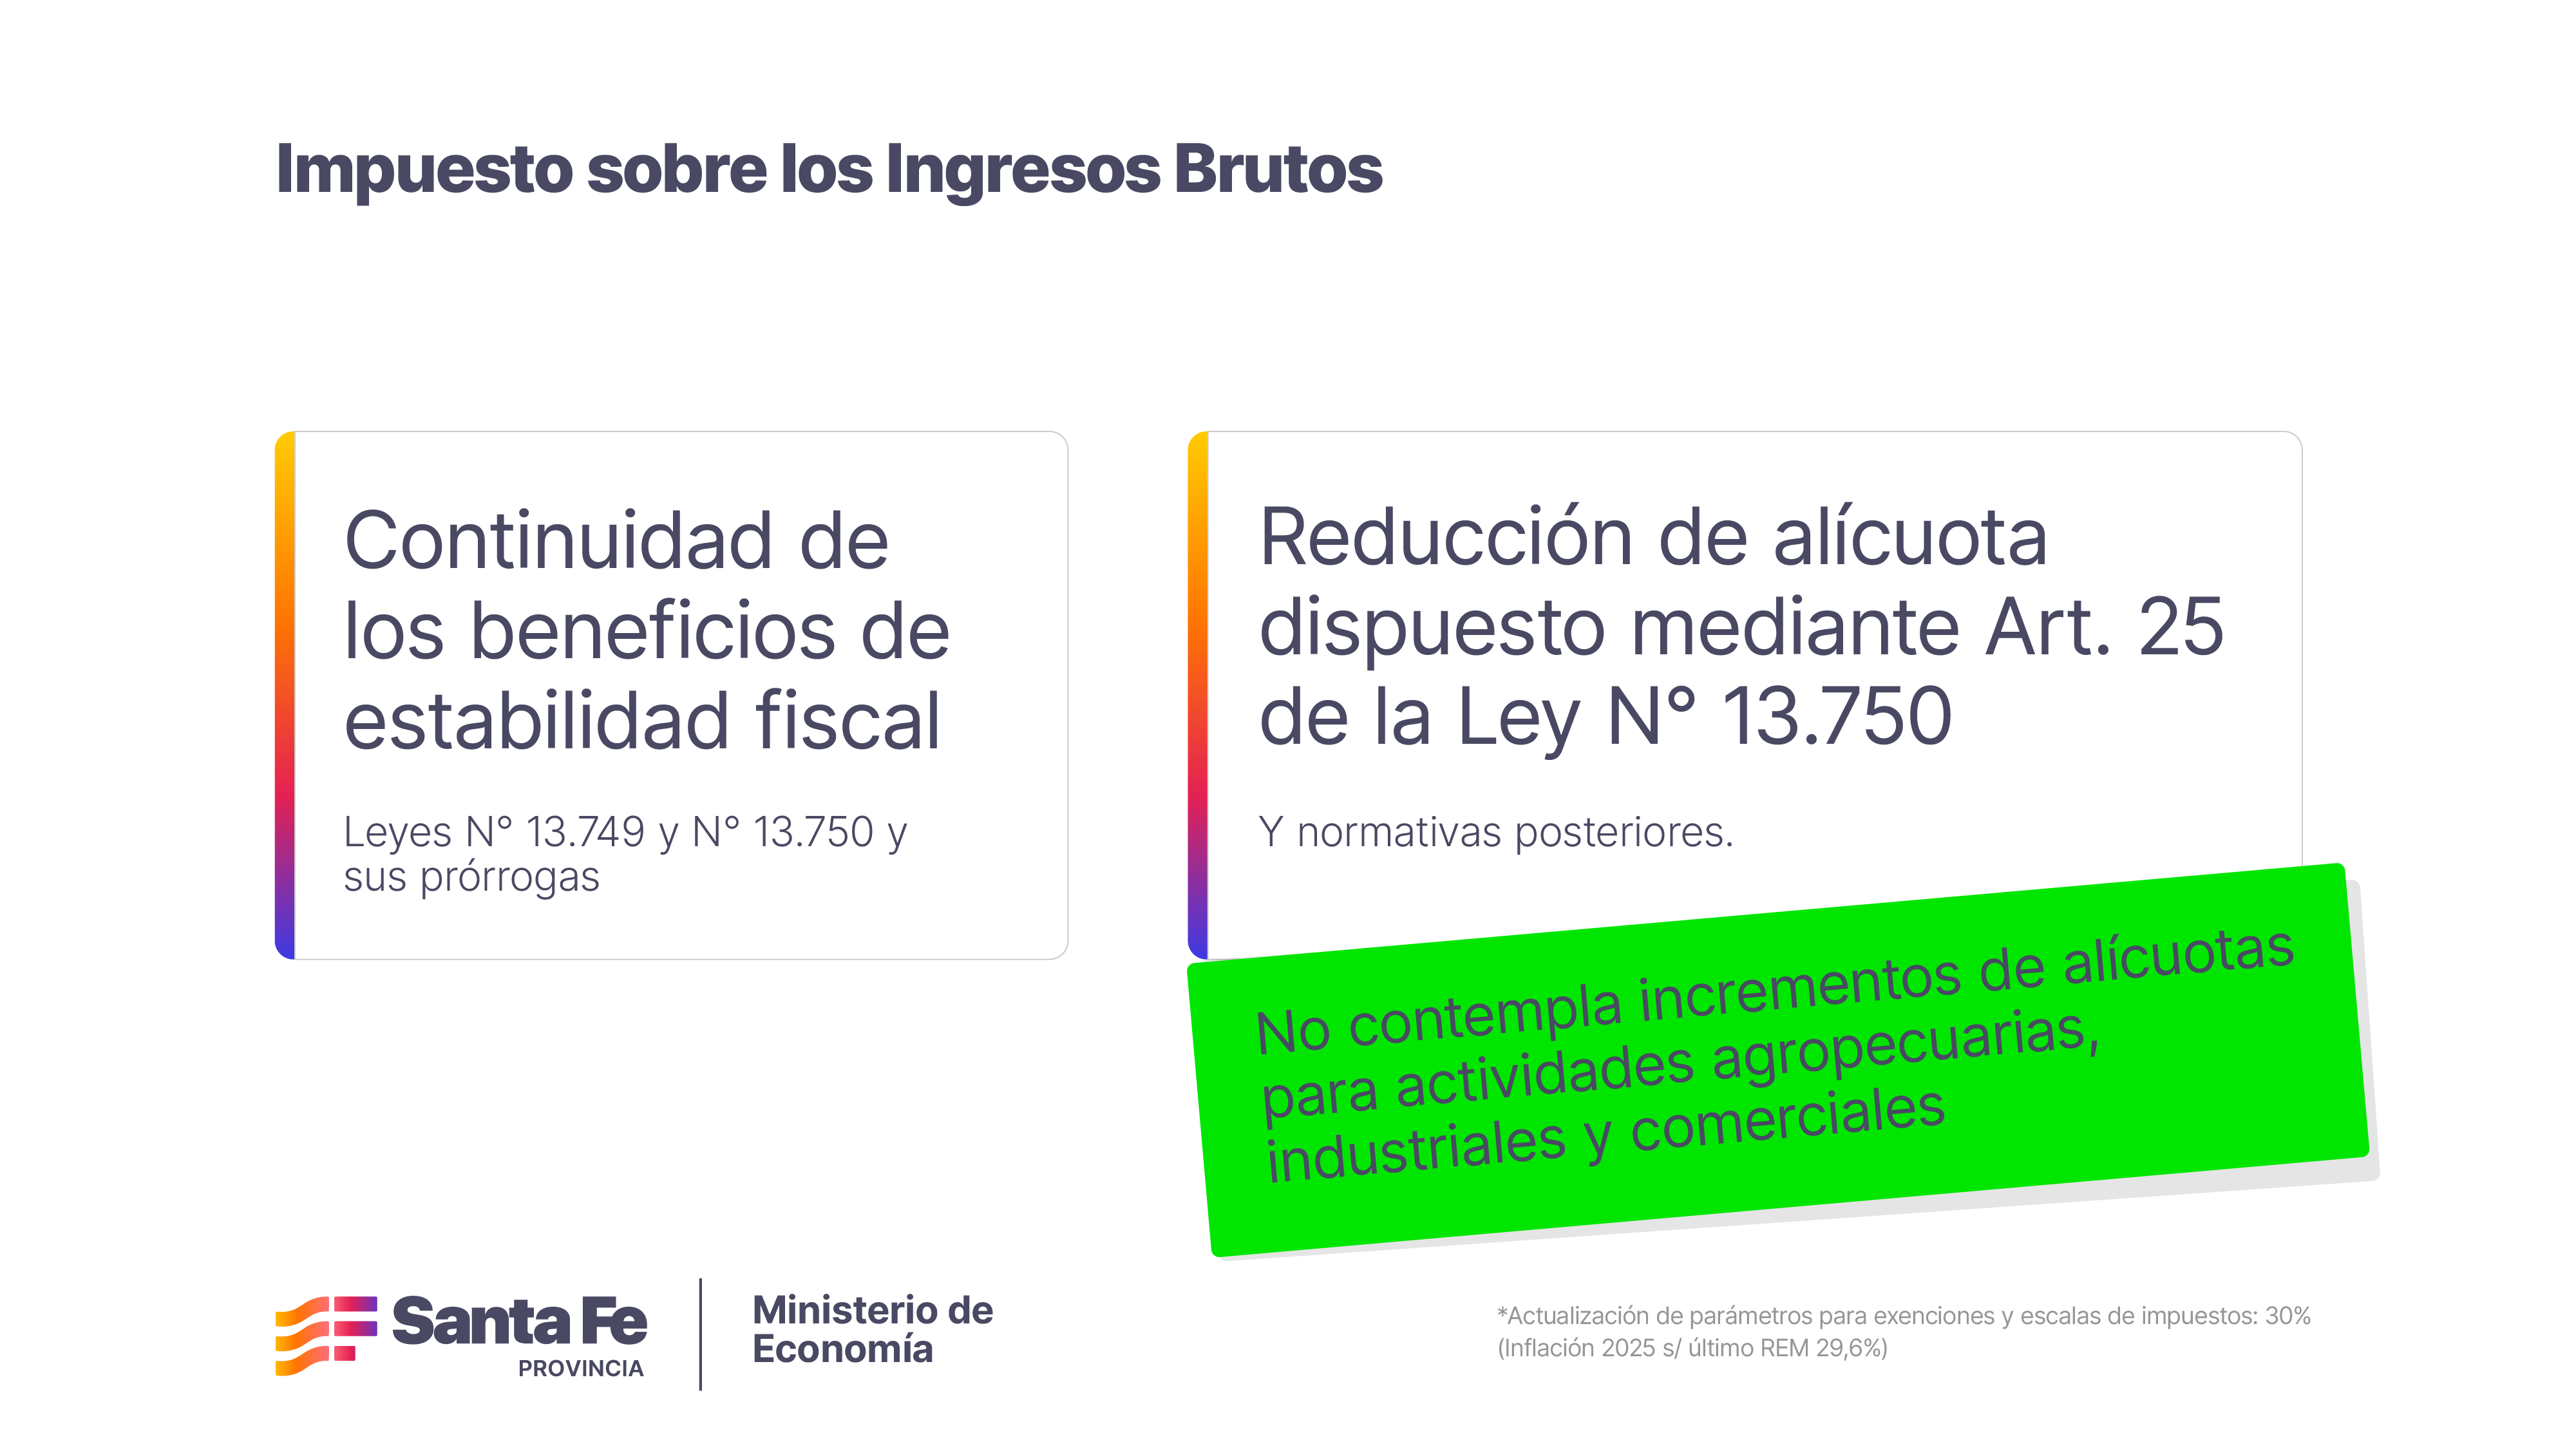 Impuesto sobre los Ingresos Brutos
Continuidad de
los beneficios de
estabilidad fiscal
Leyes N° 13.749 y N° 13.750 y
sus prórrogas
Reducción de alícuota
dispuesto mediante Art. 25
de la Ley N° 13.750
Y normativas posteriores.
No contempla incrementos de alícuotas
para actividades agropecuarias,
industriales y comerciales
Santa Fe
PROVINCIA
Ministerio de
Economía
*Actualización de parámetros para exenciones y escalas de impuestos: 30%
(Inflación 2025 s/ último REM 29,6%)